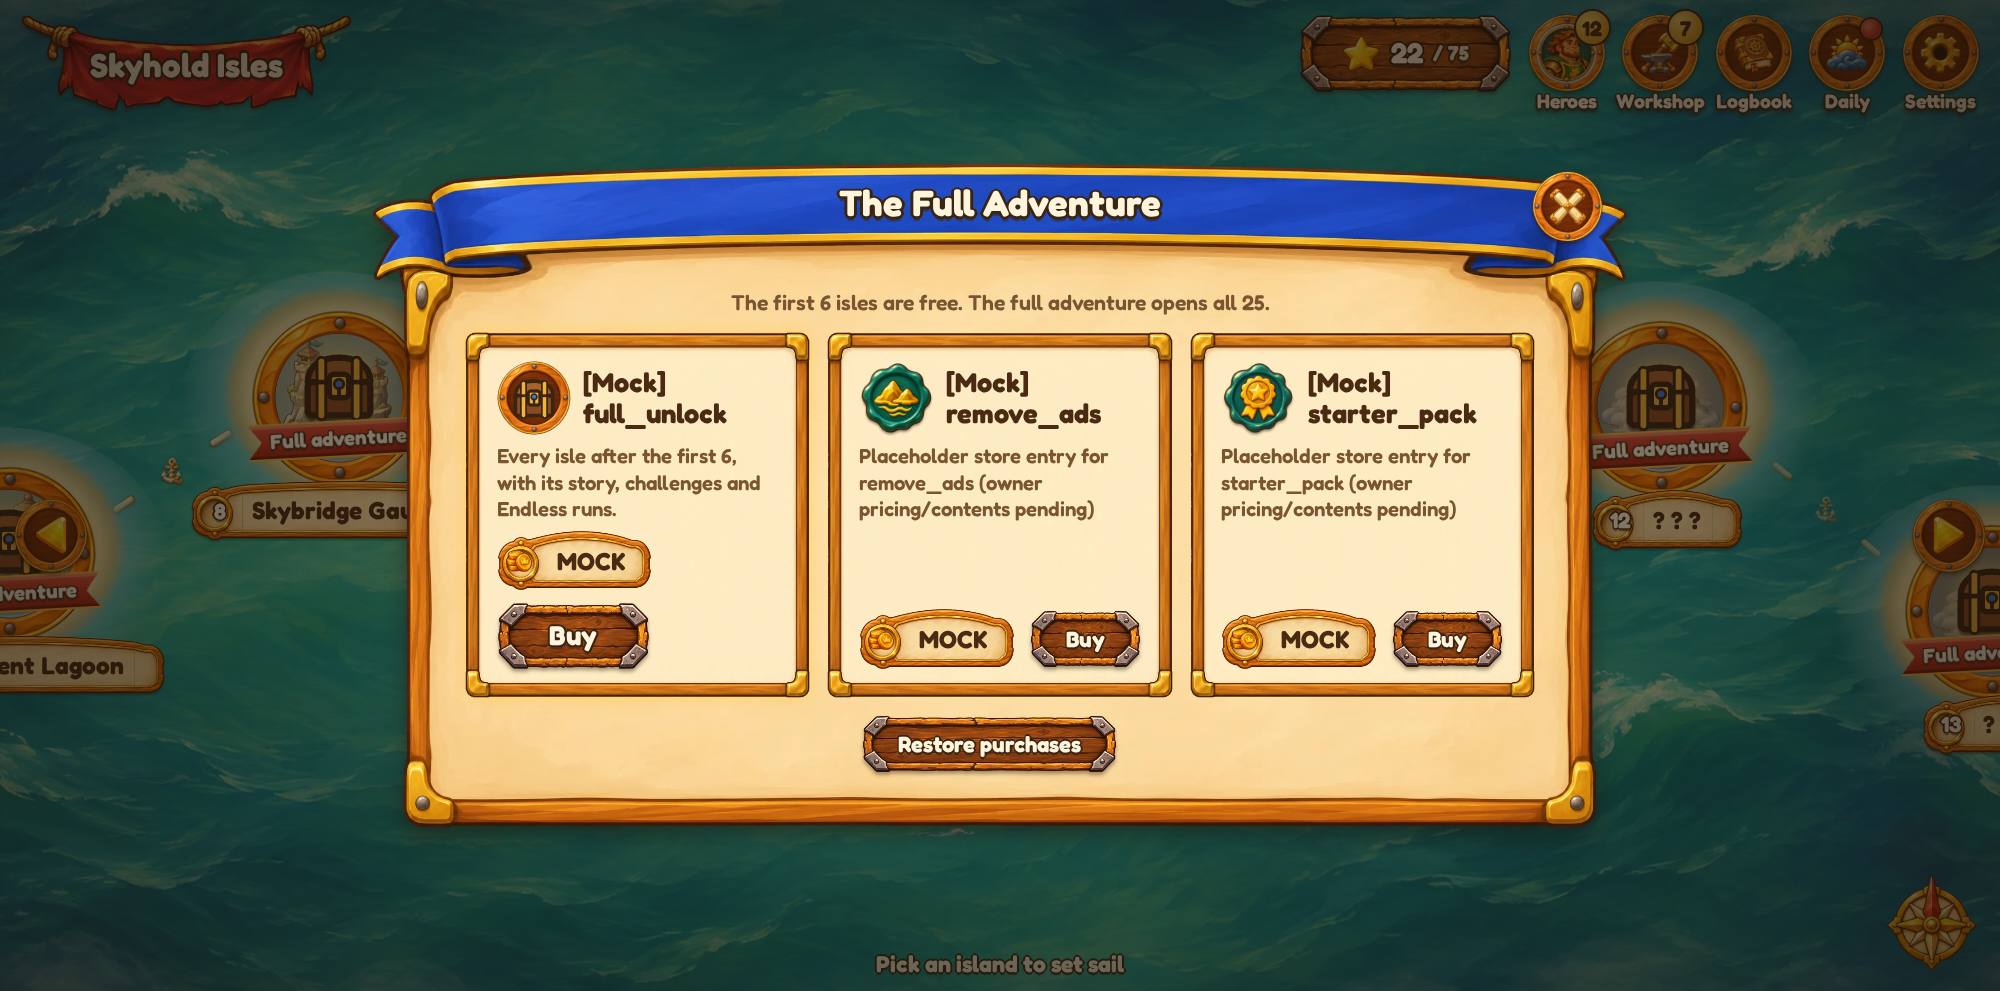 Skyhold Isles
22 / 75
12
7
Heroes
Workshop
Logbook
Daily
Settings
The Full Adventure
The first 6 isles are free. The full adventure opens all 25.
[Mock]
full_unlock
Every isle after the first 6,
with its story, challenges and
Endless runs.
MOCK
Buy
[Mock]
remove_ads
Placeholder store entry for
remove_ads (owner
pricing/contents pending)
MOCK
Buy
[Mock]
starter_pack
Placeholder store entry for
starter_pack (owner
pricing/contents pending)
MOCK
Buy
Restore purchases
Full adventure
8
Skybridge
Lagoon
Full adventure
12
? ? ?
Full
13
?
Pick an island to set sail